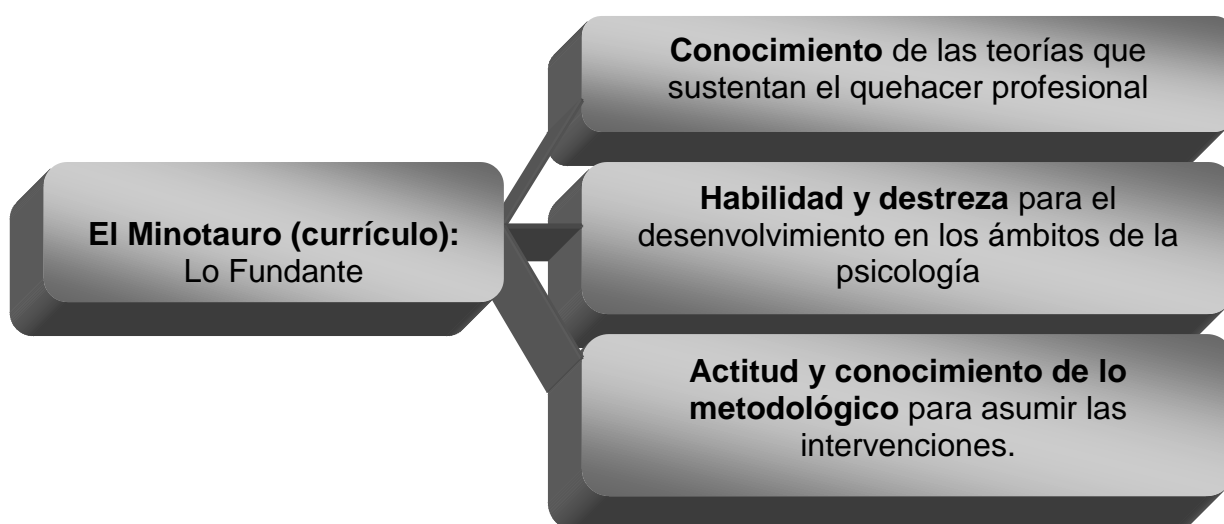 El Minotauro (currículo):
Lo Fundante
Conocimiento de las teorías que
sustentan el quehacer profesional
Habilidad y destreza para el
desenvolvimiento en los ámbitos de la
psicología
Actitud y conocimiento de lo
metodológico para asumir las
intervenciones.